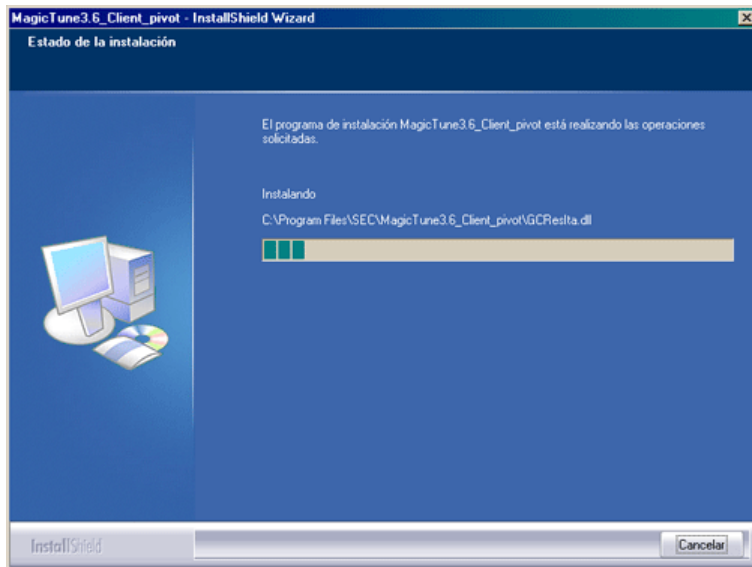 MagicTune3.6_Client_pivot - InstallShield Wizard
Estado de la instalación
El programa de instalación MagicTune3.6_Client_pivot está realizando las operaciones
solicitadas.
Instalando
C:\Program Files\SEC\MagicTune3.6_Client_pivot\GCResIta.dll
InstallShield
Cancelar